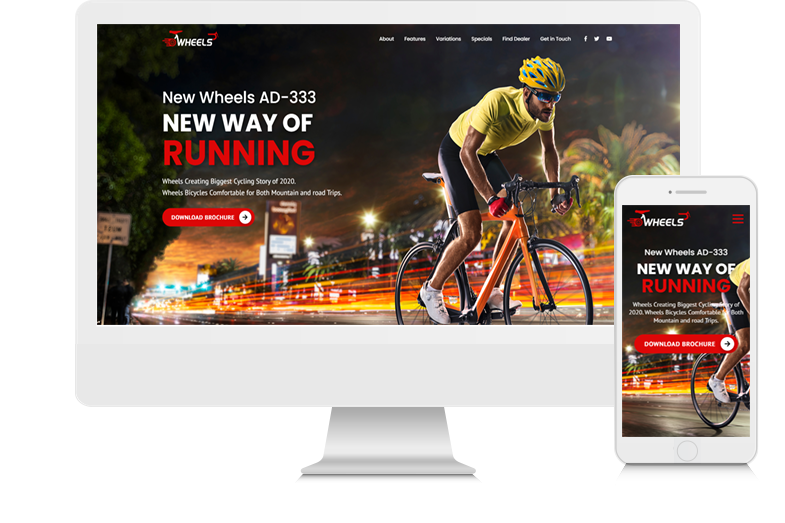 WHEELS
About Features Variations Specials Find Dealer Get in Touch
New Wheels AD-333
NEW WAY OF
RUNNING
Wheels Creating Biggest Cycling Story of 2020.
Wheels Bicycles Comfortable for Both Mountain and road Trips.
DOWNLOAD BROCHURE
WHEELS
New Wheels AD-333
NEW WAY OF
RUNNING
Wheels Creating Biggest Cycling Story of
2020. Wheels Bicycles Comfortable for Both
Mountain and road Trips.
DOWNLOAD BROCHURE